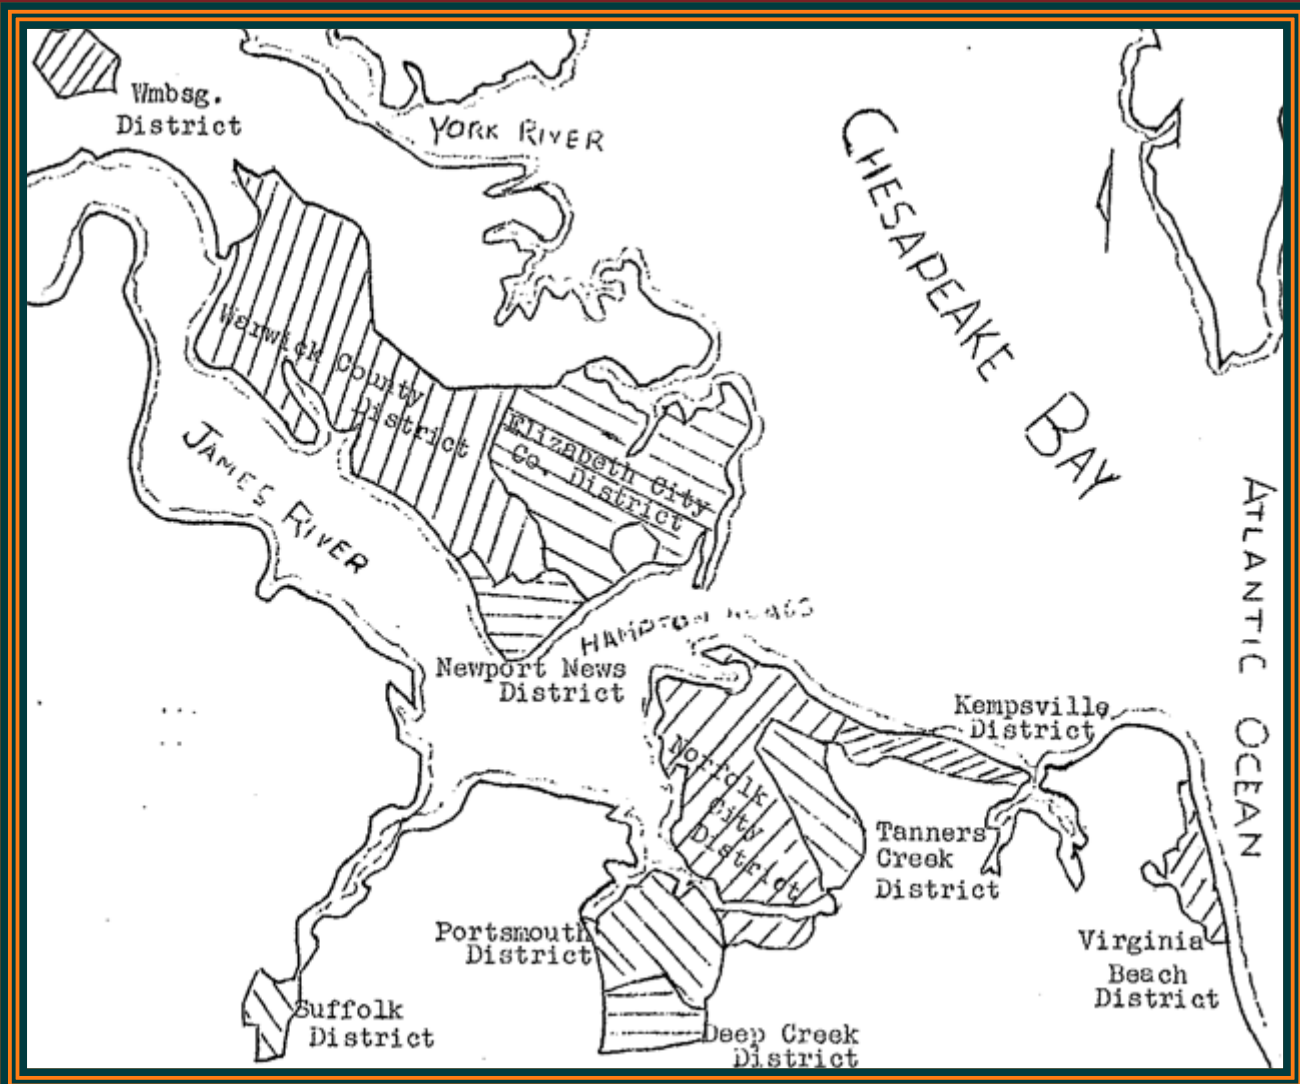 Wmbsg.
District
YORK RIVER
CHESAPEAKE
BAY
Warwick County
District
Elizabeth City
Co. District
JAMES RIVER
ATLANTIC OCEAN
HAMPTON ROADS
Newport News
District
Kempsville
District
Norfolk
City
District
Tanners
Creek
District
Portsmouth
District
Virginia
Beach
District
Suffolk
District
Deep Creek
District